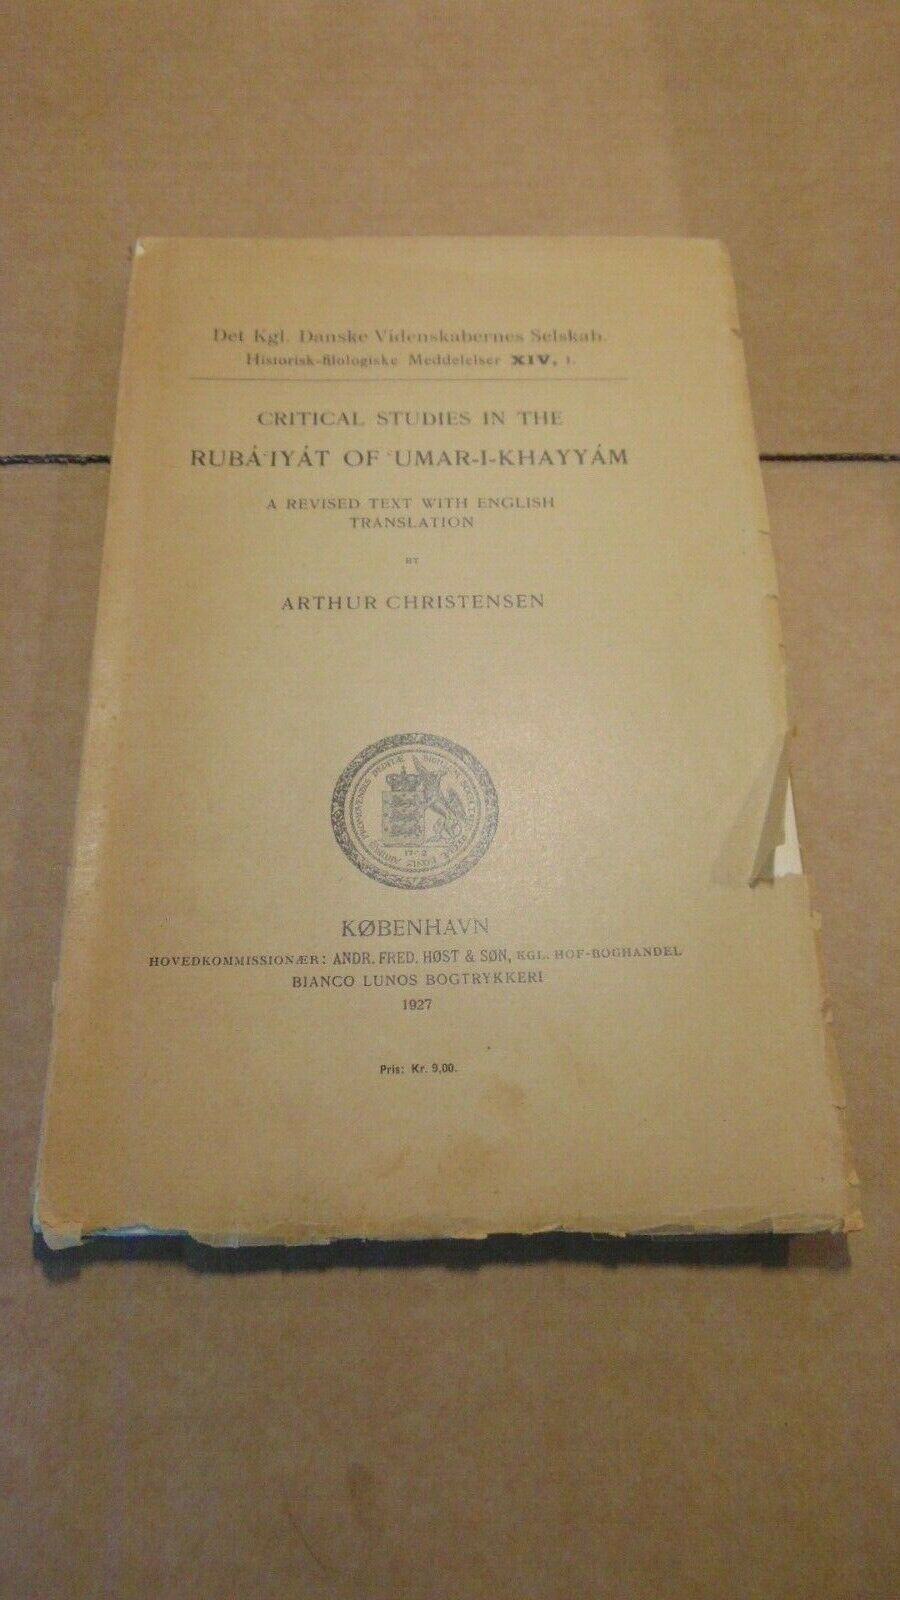 Det Kgl. Danske Videnskabernes Selskab.
Historisk-filologiske Meddelelser XIV, 1.
CRITICAL STUDIES IN THE
RUBÁ‘IYÁT OF ‘UMAR-I-KHAYYÁM
A REVISED TEXT WITH ENGLISH
TRANSLATION
BY
ARTHUR CHRISTENSEN
KØBENHAVN
HOVEDKOMMISSIONÆR: ANDR. FRED. HØST & SØN, KGL. HOF-BOGHANDEL
BIANCO LUNOS BOGTRYKKERI
1927
Pris: Kr. 9,00.